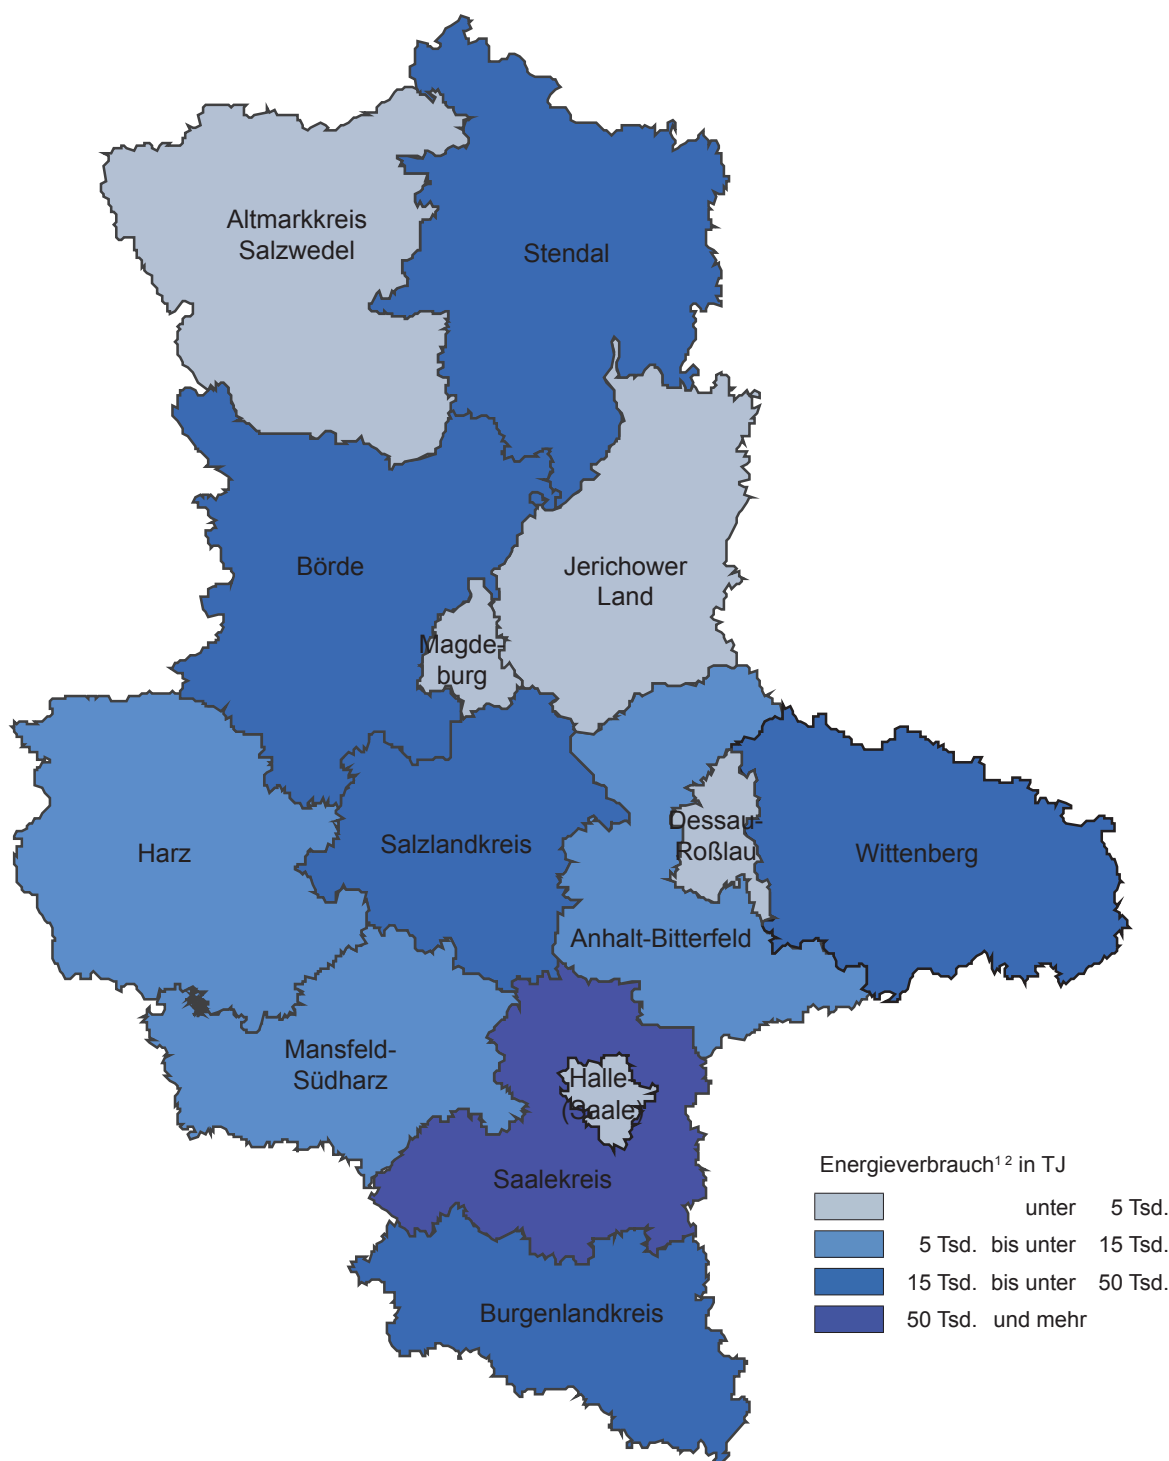 Altmarkkreis
Salzwedel
Stendal
Börde
Jerichower
Land
Magde-
burg
Harz
Salzlandkreis
Dessau-
Roßlau
Wittenberg
Anhalt-Bitterfeld
Mansfeld-
Südharz
Halle
(Saale)
Saalekreis
Burgenlandkreis
Energieverbrauch¹ ² in TJ
unter 5 Tsd.
5 Tsd. bis unter 15 Tsd.
15 Tsd. bis unter 50 Tsd.
50 Tsd. und mehr